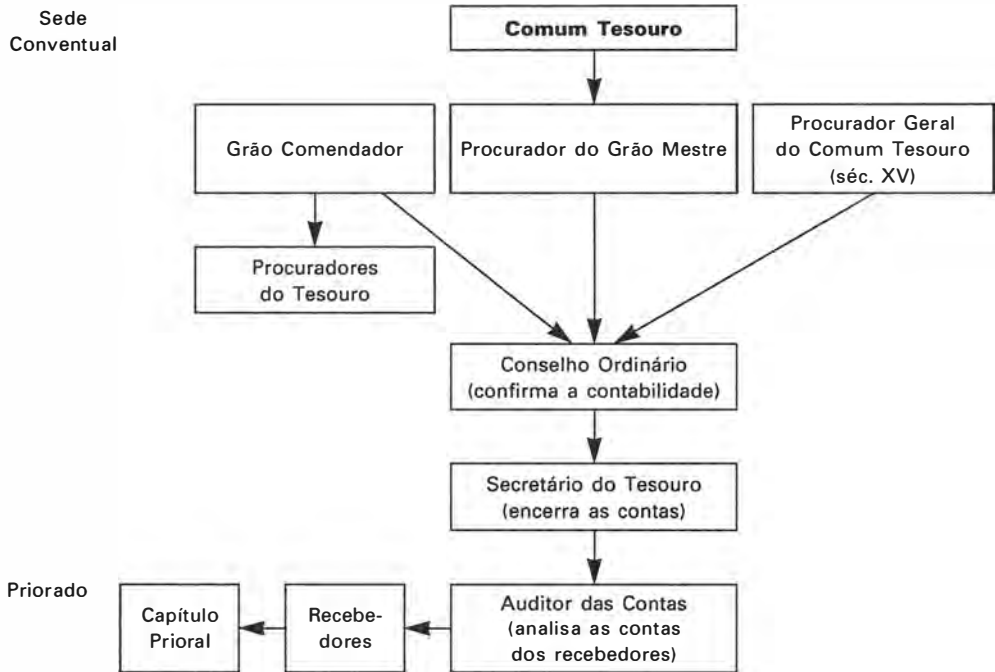 Sede
Conventual
Comum Tesouro
Grão Comendador
Procurador do Grão Mestre
Procurador Geral
do Comum Tesouro
(séc. XV)
Procuradores
do Tesouro
Conselho Ordinário
(confirma a contabilidade)
Secretário do Tesouro
(encerra as contas)
Priorado
Capítulo
Prioral
Recebe-
dores
Auditor das Contas
(analisa as contas
dos recebedores)